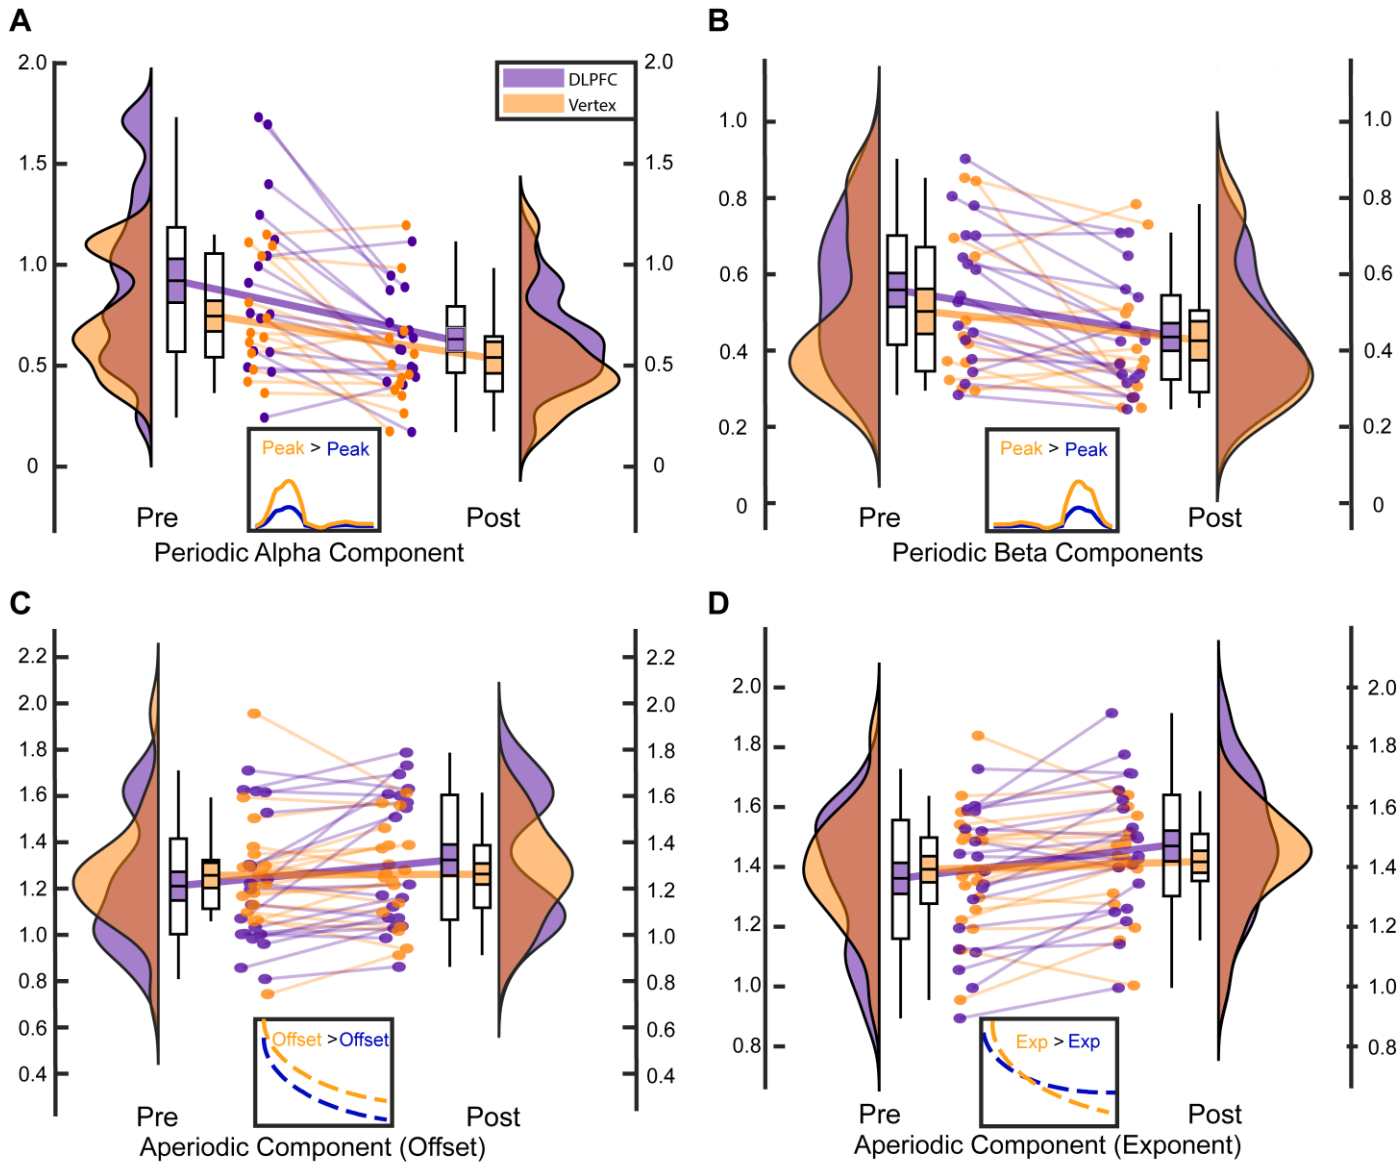 A
2.0
1.5
1.0
0.5
0
2.0
1.5
1.0
0.5
0
DLPFC
Vertex
Peak > Peak
Pre
Post
Periodic Alpha Component
B
1.0
0.8
0.6
0.4
0.2
0
1.0
0.8
0.6
0.4
0.2
0
Peak > Peak
Pre
Post
Periodic Beta Components
C
2.2
2.0
1.8
1.6
1.4
1.2
1.0
0.8
0.6
0.4
2.2
2.0
1.8
1.6
1.4
1.2
1.0
0.8
0.6
0.4
Offset >Offset
Pre
Post
Aperiodic Component (Offset)
D
2.0
1.8
1.6
1.4
1.2
1.0
0.8
2.0
1.8
1.6
1.4
1.2
1.0
0.8
Exp > Exp
Pre
Post
Aperiodic Component (Exponent)